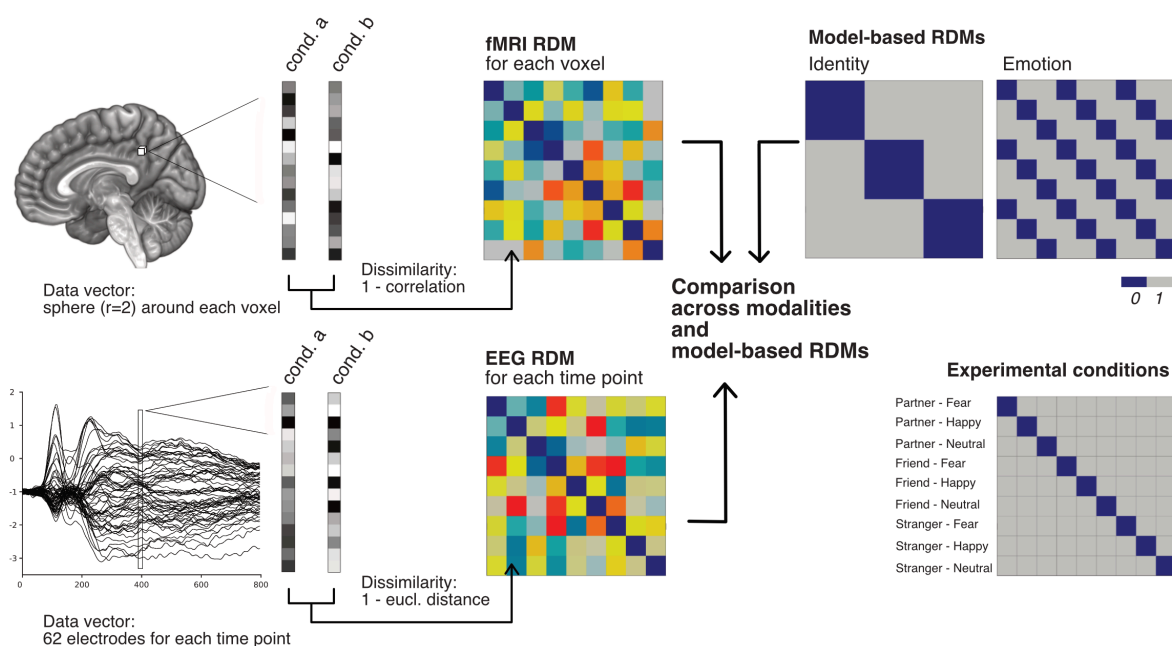 cond. a
cond. b
fMRI RDM
for each voxel
Model-based RDMs
Identity
Emotion
0 1
Data vector:
sphere (r=2) around each voxel
Dissimilarity:
1 - correlation
Comparison
across modalities
and
model-based RDMs
cond. a
cond. b
EEG RDM
for each time point
2
1
0
-1
-2
-3
0 200 400 600 800
Data vector:
62 electrodes for each time point
Dissimilarity:
1 - eucl. distance
Experimental conditions
Partner - Fear
Partner - Happy
Partner - Neutral
Friend - Fear
Friend - Happy
Friend - Neutral
Stranger - Fear
Stranger - Happy
Stranger - Neutral